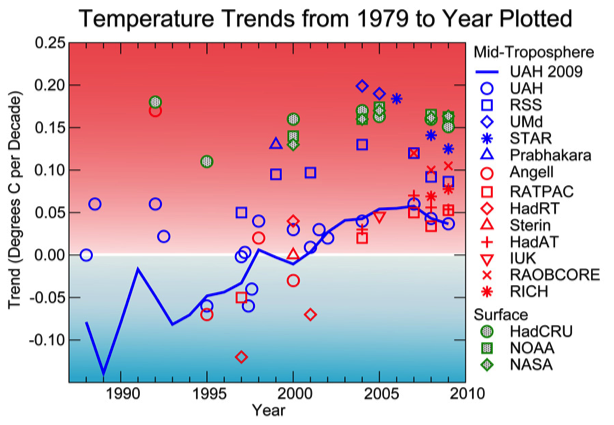 Temperature Trends from 1979 to Year Plotted
Trend (Degrees C per Decade)
0.25
0.20
0.15
0.10
0.05
0.00
-0.05
-0.10
1990
1995
2000
2005
2010
Year
Mid-Troposphere
UAH 2009
UAH
RSS
UMd
STAR
Prabhakara
Angell
RATPAC
HadRT
Sterin
HadAT
IUK
RAOBCORE
RICH
Surface
HadCRU
NOAA
NASA